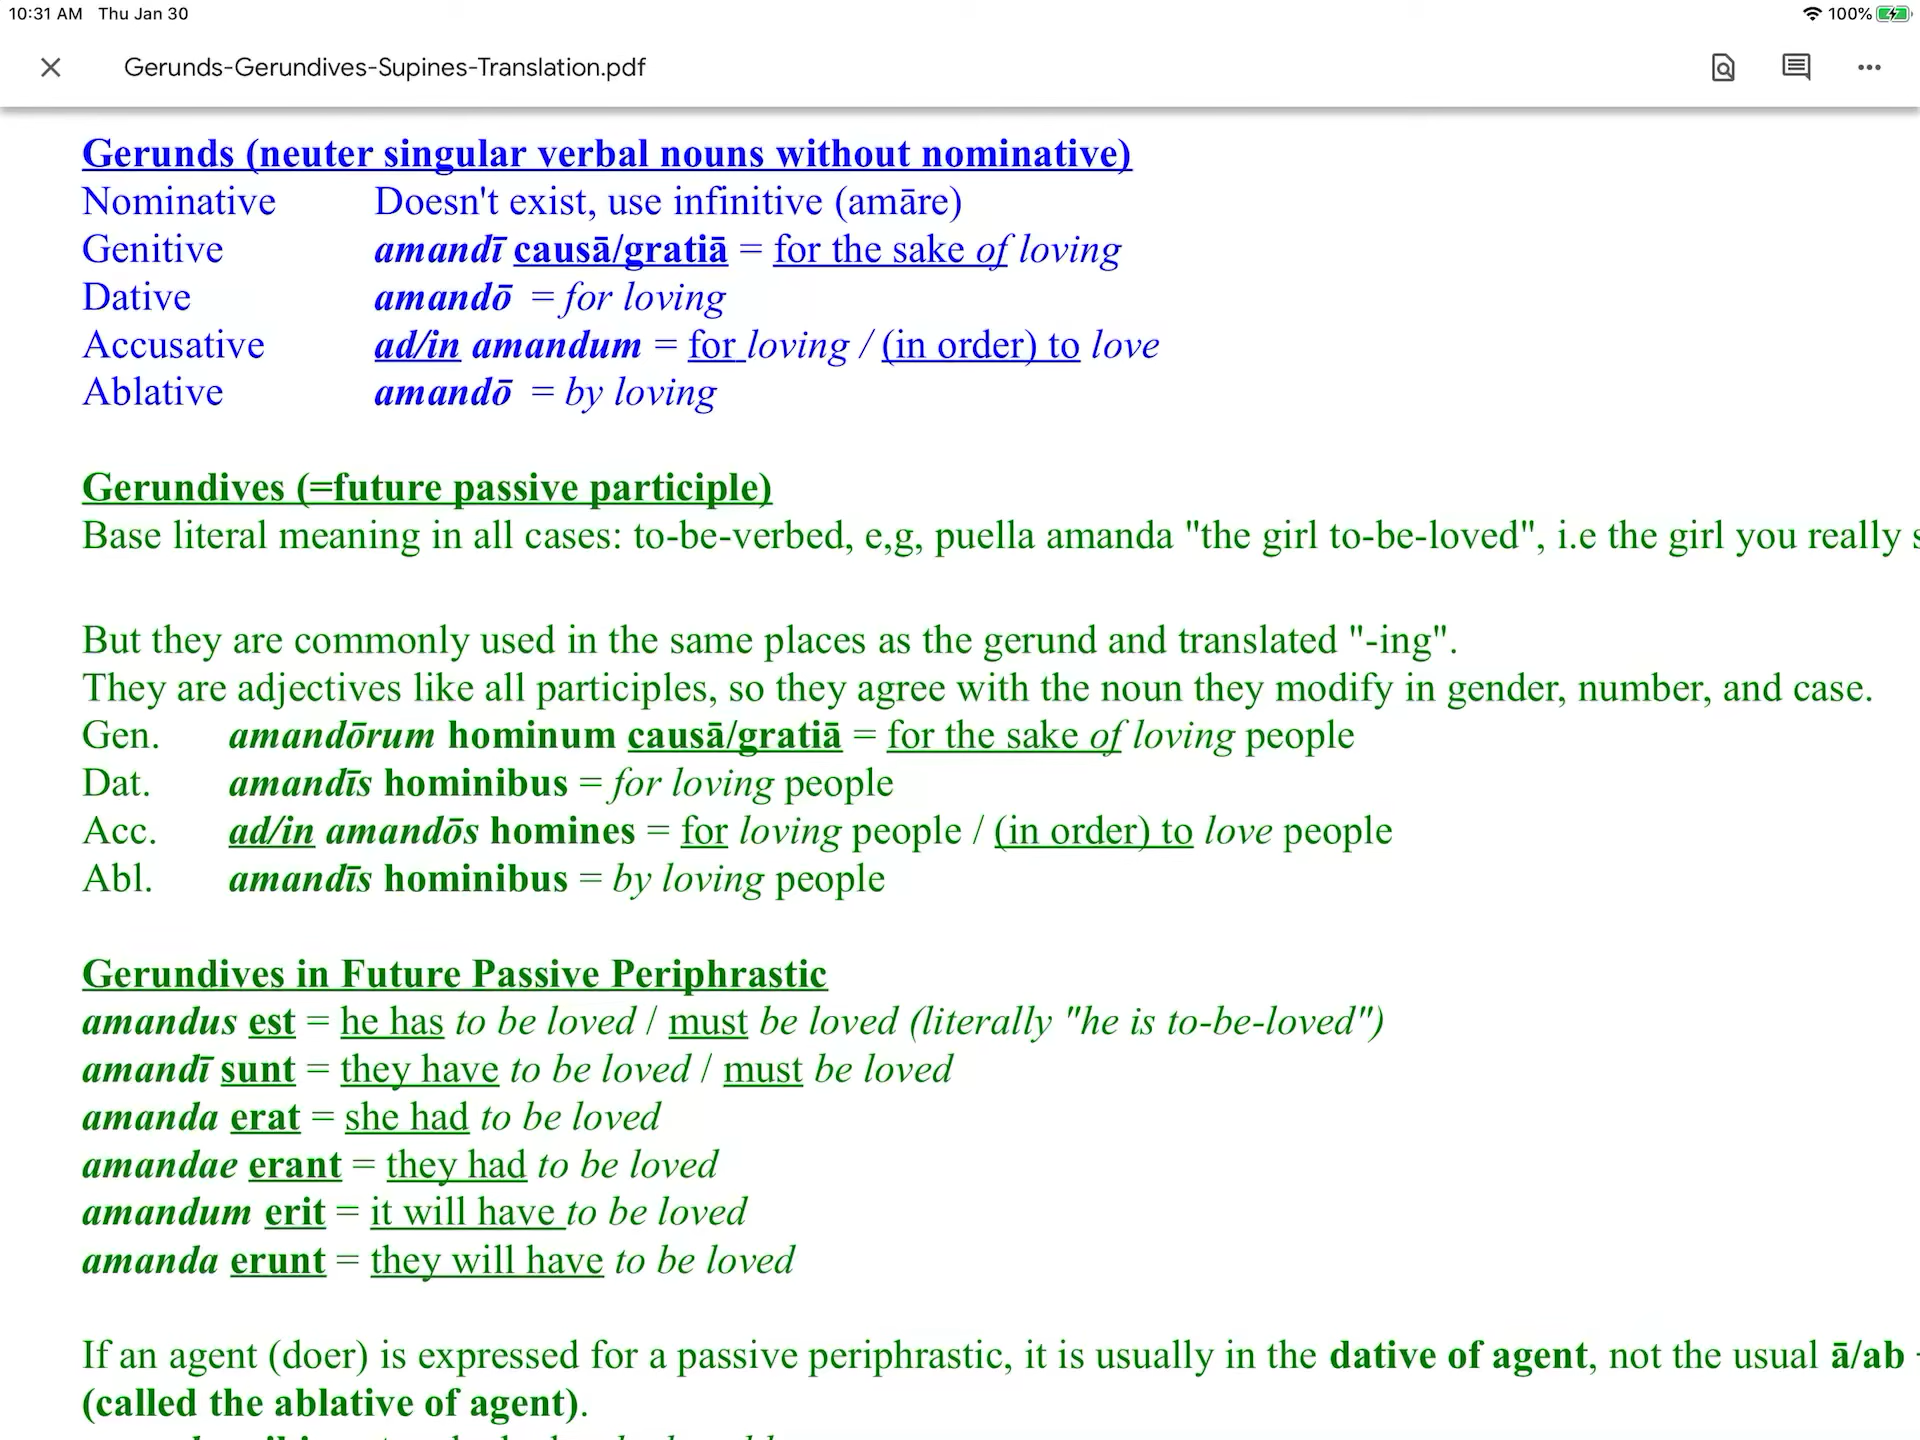 10:31 AM Thu Jan 30 100%
Gerunds-Gerundives-Supines-Translation.pdf
Gerunds (neuter singular verbal nouns without nominative)
Nominative Doesn't exist, use infinitive (amāre)
Genitive amandī causā/gratiā = for the sake of loving
Dative amandō = for loving
Accusative ad/in amandum = for loving / (in order) to love
Ablative amandō = by loving
Gerundives (=future passive participle)
Base literal meaning in all cases: to-be-verbed, e,g, puella amanda "the girl to-be-loved", i.e the girl you really
But they are commonly used in the same places as the gerund and translated "-ing".
They are adjectives like all participles, so they agree with the noun they modify in gender, number, and case.
Gen. amandōrum hominum causā/gratiā = for the sake of loving people
Dat. amandīs hominibus = for loving people
Acc. ad/in amandōs homines = for loving people / (in order) to love people
Abl. amandīs hominibus = by loving people
Gerundives in Future Passive Periphrastic
amandus est = he has to be loved / must be loved (literally "he is to-be-loved")
amandī sunt = they have to be loved / must be loved
amanda erat = she had to be loved
amandae erant = they had to be loved
amandum erit = it will have to be loved
amanda erunt = they will have to be loved
If an agent (doer) is expressed for a passive periphrastic, it is usually in the dative of agent, not the usual ā/ab
(called the ablative of agent).